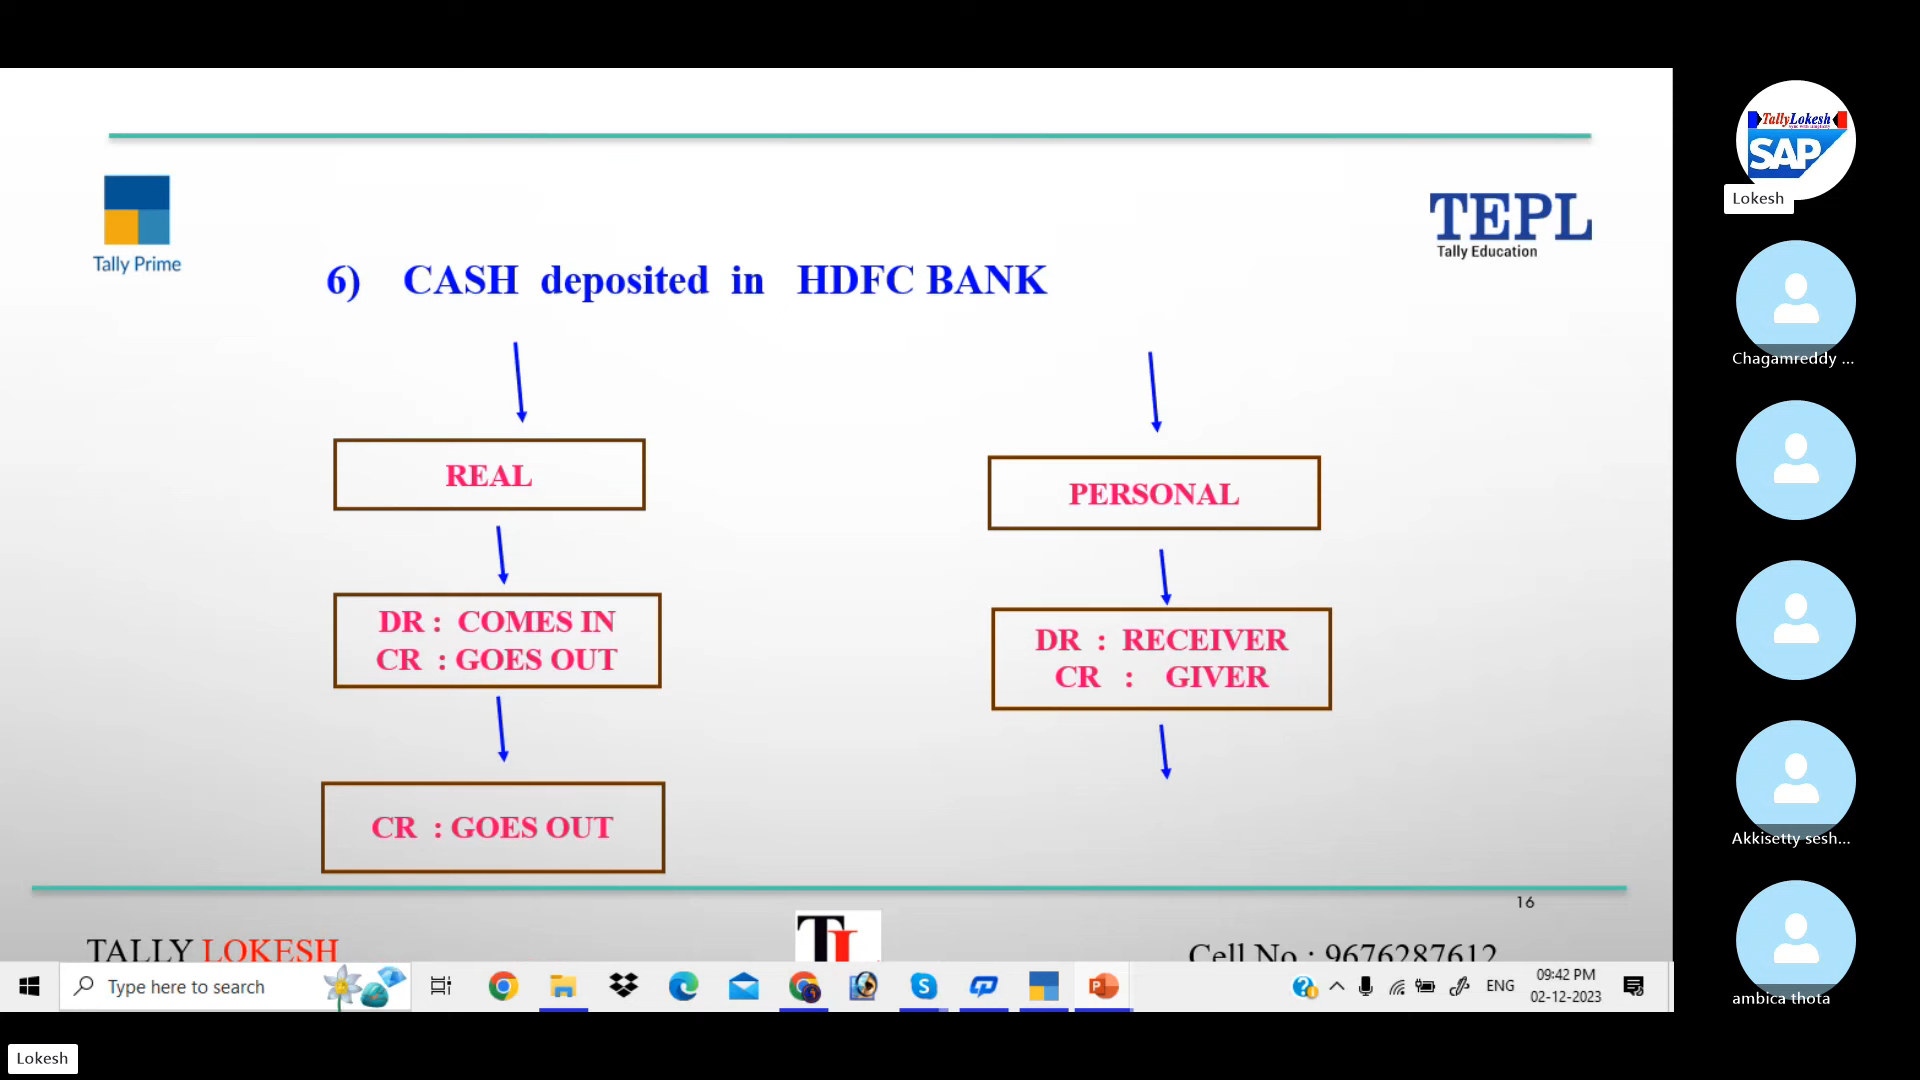 TallyLokesh
SAP
Lokesh
Tally Prime
TEPL
Tally Education
6) CASH deposited in HDFC BANK
Chagamreddy ...
REAL
PERSONAL
DR : COMES IN
CR : GOES OUT
DR : RECEIVER
CR : GIVER
CR : GOES OUT
Akkisetty sesh...
16
TALLY LOKESH
Cell No : 9676287612
Type here to search
ENG
09:42 PM
02-12-2023
ambica thota
Lokesh